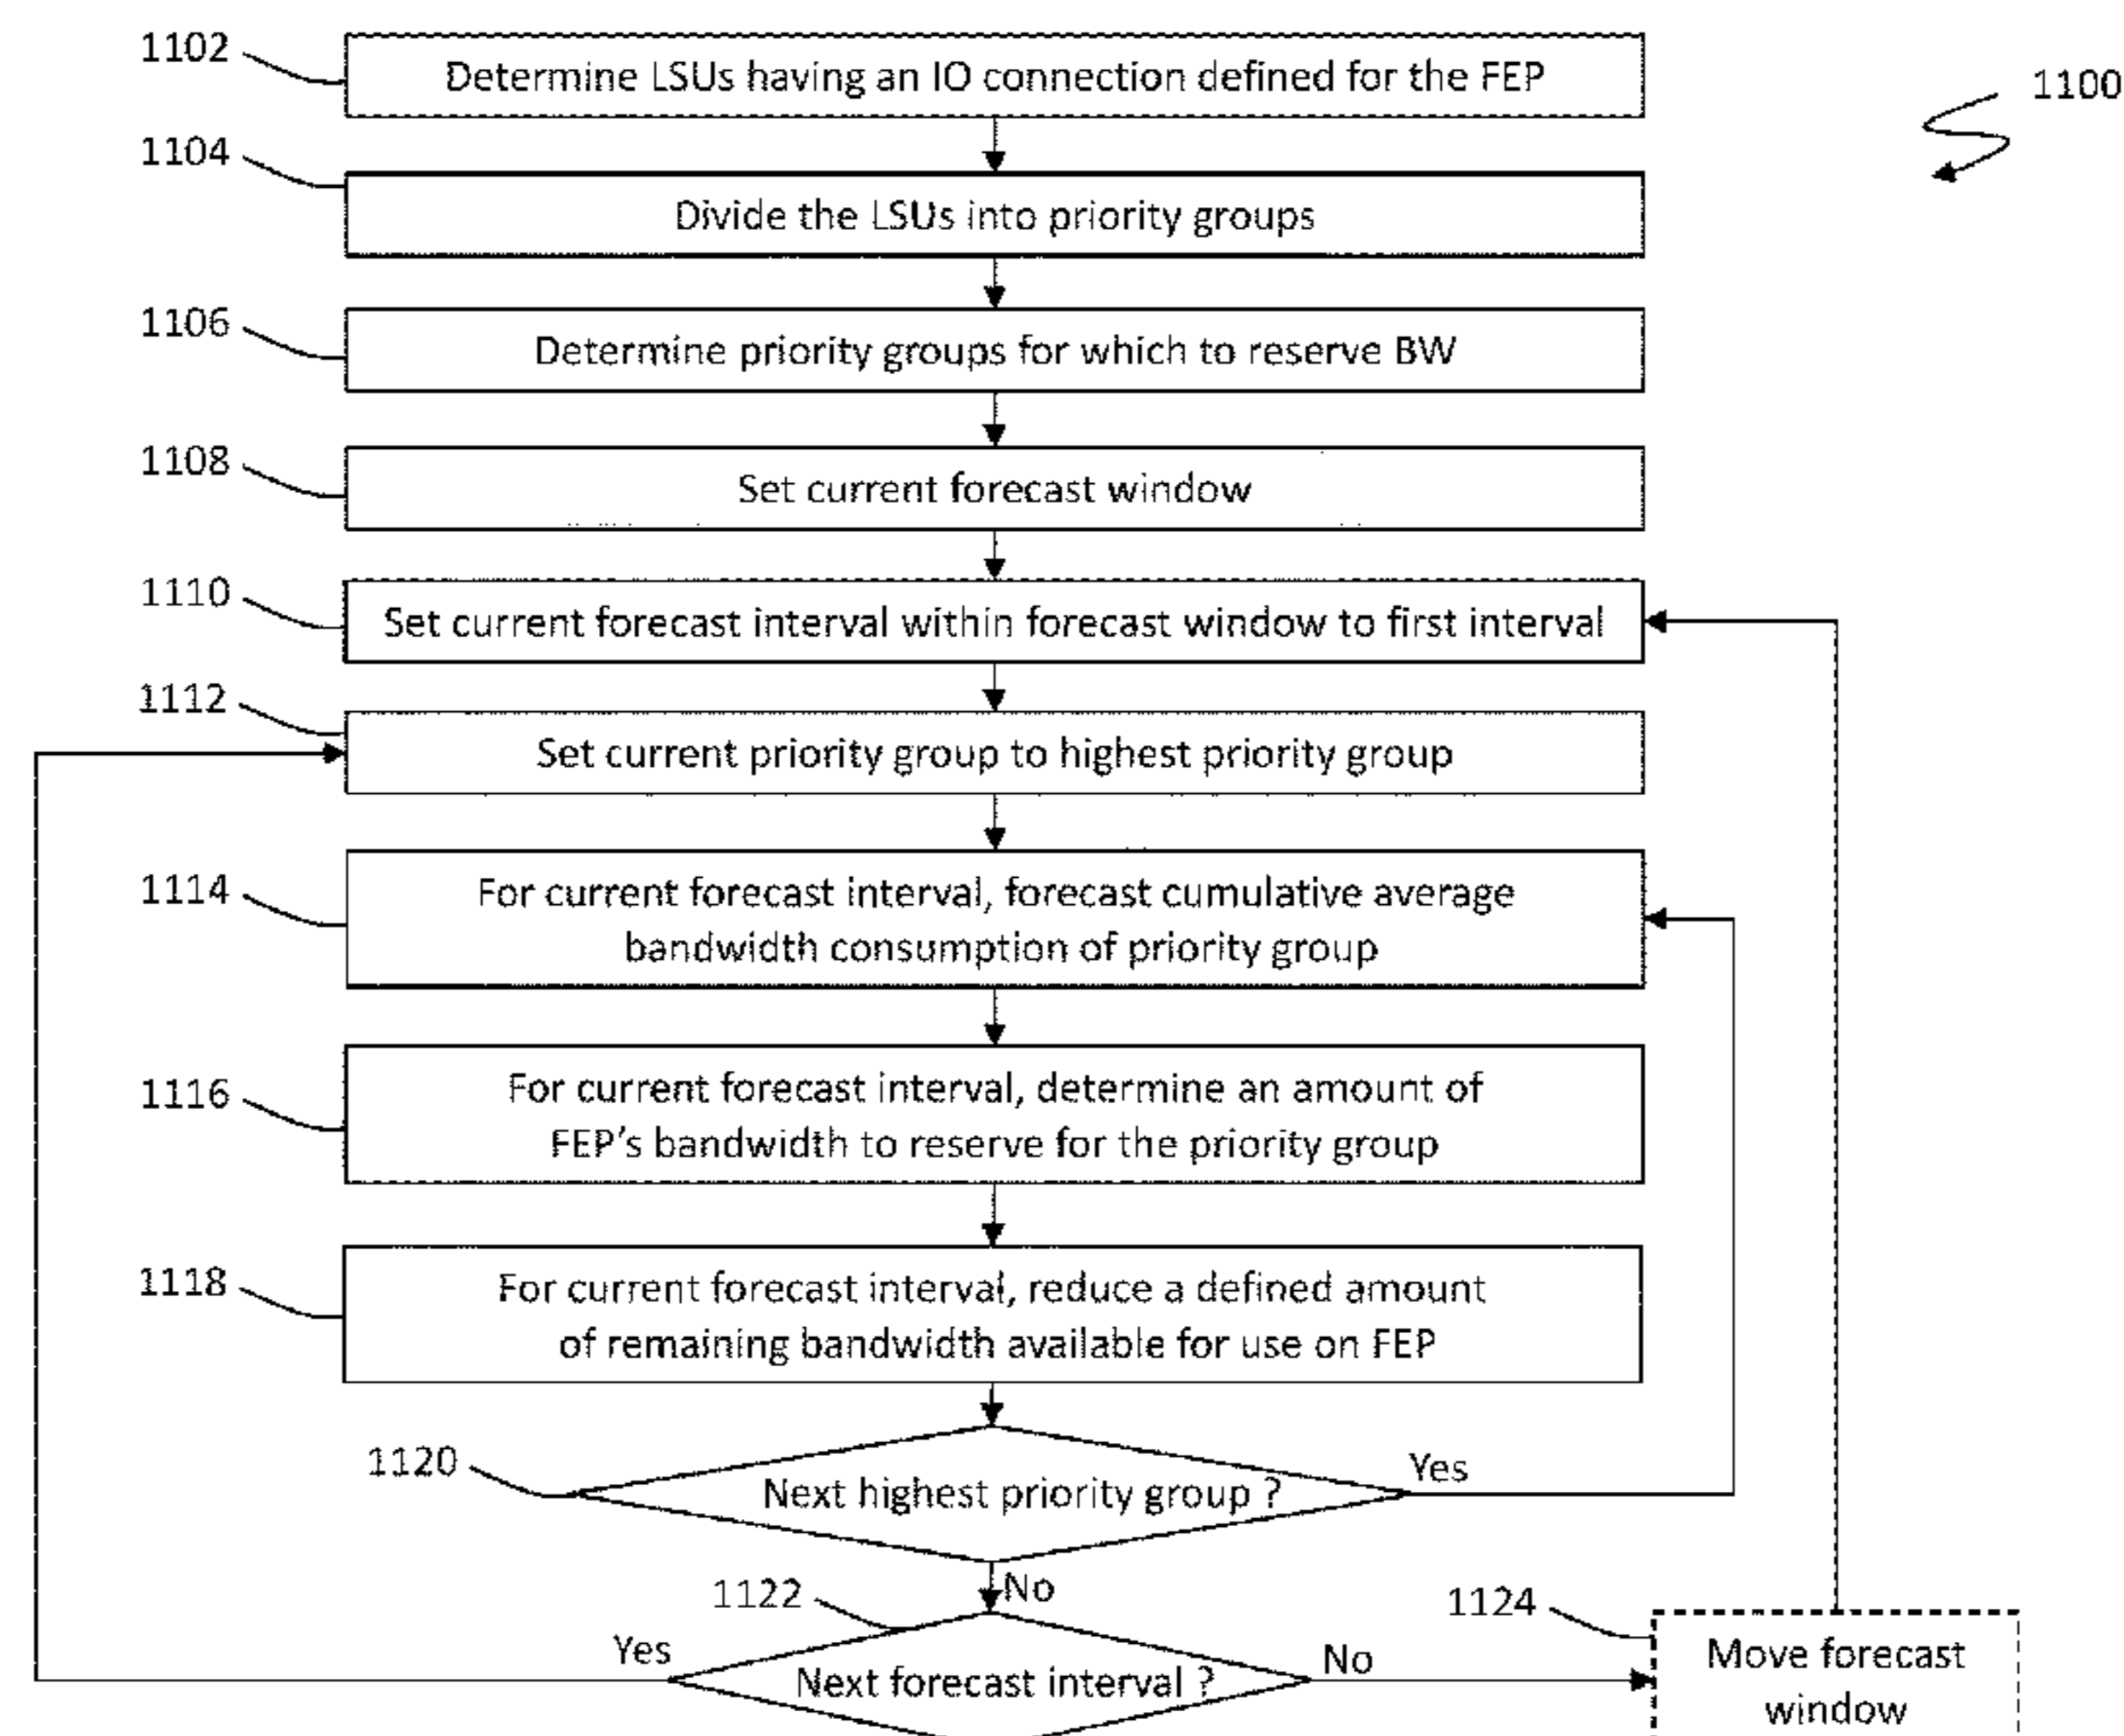 1102
Determine LSUs having an IO connection defined for the FEP
1100
1104
Divide the LSUs into priority groups
1106
Determine priority groups for which to reserve BW
1108
Set current forecast window
1110
Set current forecast interval within forecast window to first interval
1112
Set current priority group to highest priority group
1114
For current forecast interval, forecast cumulative average
bandwidth consumption of priority group
1116
For current forecast interval, determine an amount of
FEP's bandwidth to reserve for the priority group
1118
For current forecast interval, reduce a defined amount
of remaining bandwidth available for use on FEP
1120
Next highest priority group ?
Yes
No
1122
Next forecast interval ?
Yes
No
1124
Move forecast
window